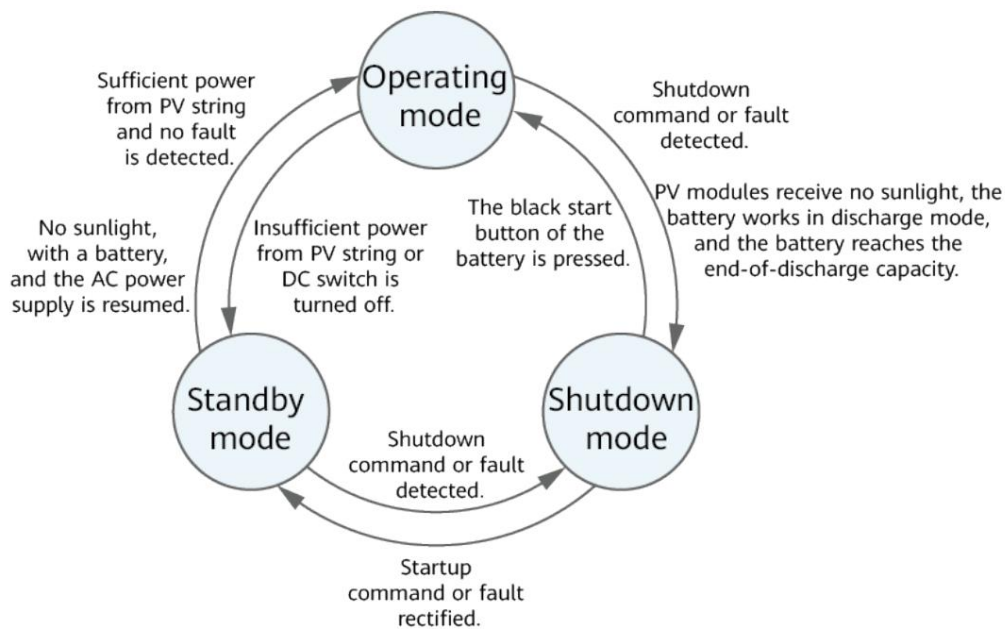 Operating
mode
Sufficient power
from PV string
and no fault
is detected.
Shutdown
command or fault
detected.
No sunlight,
with a battery,
and the AC power
supply is resumed.
Insufficient power
from PV string or
DC switch is
turned off.
The black start
button of the
battery is pressed.
PV modules receive no sunlight, the
battery works in discharge mode,
and the battery reaches the
end-of-discharge capacity.
Standby
mode
Shutdown
mode
Shutdown
command or fault
detected.
Startup
command or fault
rectified.